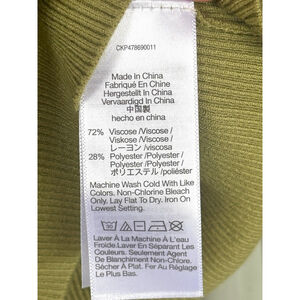 CKP478690011
Made In China
Fabriqué En Chine
Hergestellt In China
Vervaardigd In China
中国製
hecho en china
72% Viscose /Viscose/
Viskose /Viscose/
レーヨン /viscosa
28% Polyester /Polyester/
Polyester /Polyester/
ポリエステル /poliéster
Machine Wash Cold With Like
Colors. Non-Chlorine Bleach
Only. Lay Flat To Dry. Iron On
Lowest Setting.
30
Laver À La Machine À L'eau
Froide.Laver En Séparant Les
Couleurs. Seulement Agent
De Blanchiment Non-Chlore.
Sécher À Plat. Fer Au Réglage
Le Plus Bas.